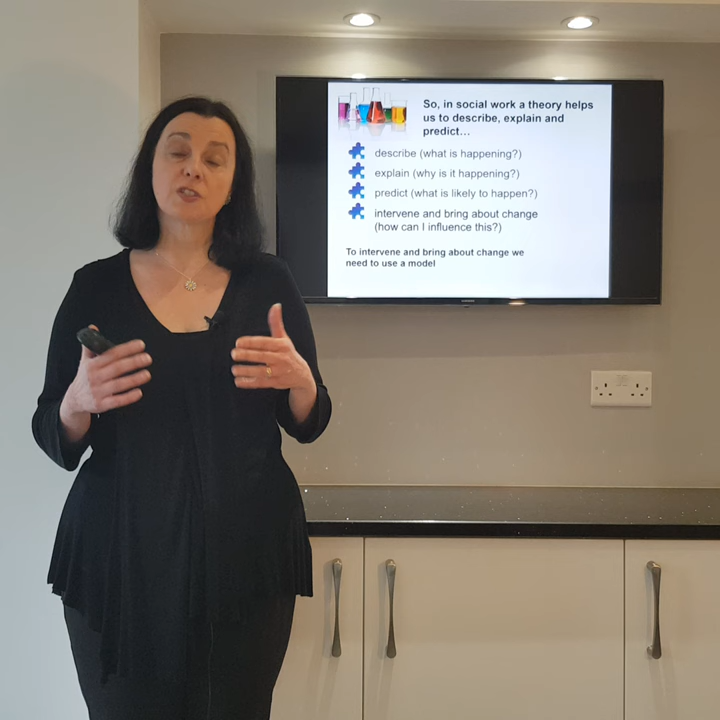 So, in social work a theory helps
us to describe, explain and
predict…
describe (what is happening?)
explain (why is it happening?)
predict (what is likely to happen?)
intervene and bring about change
(how can I influence this?)
To intervene and bring about change we
need to use a model